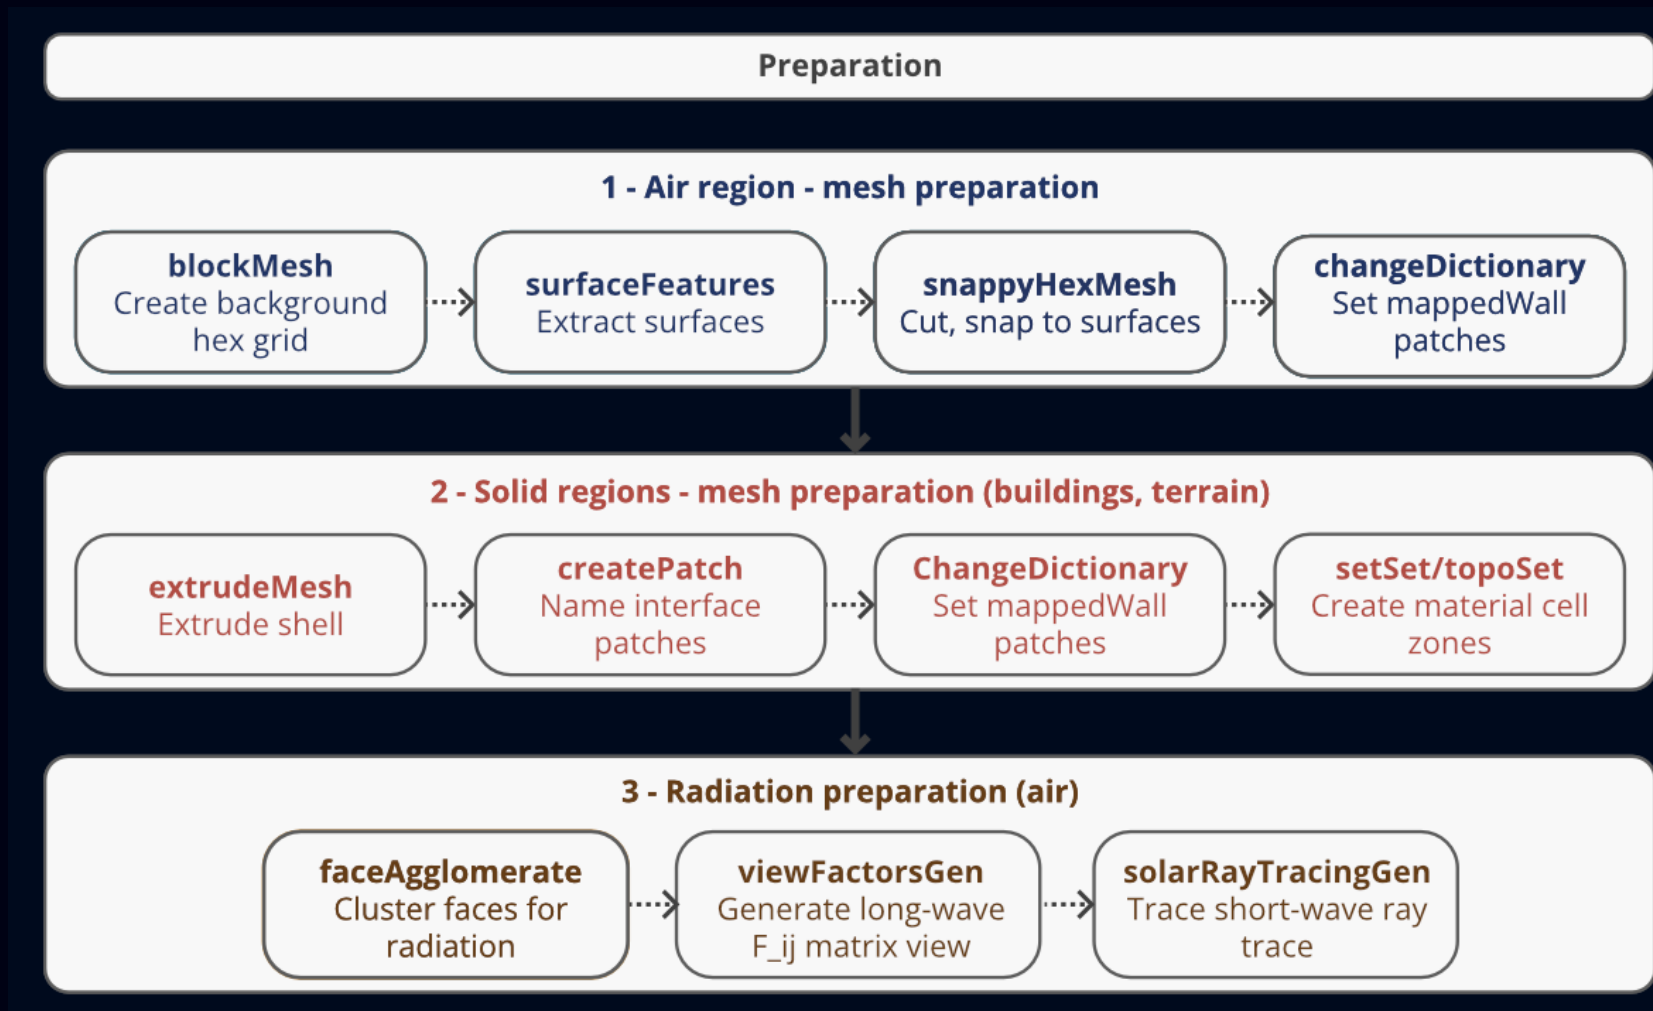 Preparation
1 - Air region - mesh preparation
blockMesh
Create background
hex grid
surfaceFeatures
Extract surfaces
snappyHexMesh
Cut, snap to surfaces
changeDictionary
Set mappedWall
patches
2 - Solid regions - mesh preparation (buildings, terrain)
extrudeMesh
Extrude shell
createPatch
Name interface
patches
ChangeDictionary
Set mappedWall
patches
setSet/topoSet
Create material cell
zones
3 - Radiation preparation (air)
faceAgglomerate
Cluster faces for
radiation
viewFactorsGen
Generate long-wave
F_ij matrix view
solarRayTracingGen
Trace short-wave ray
trace